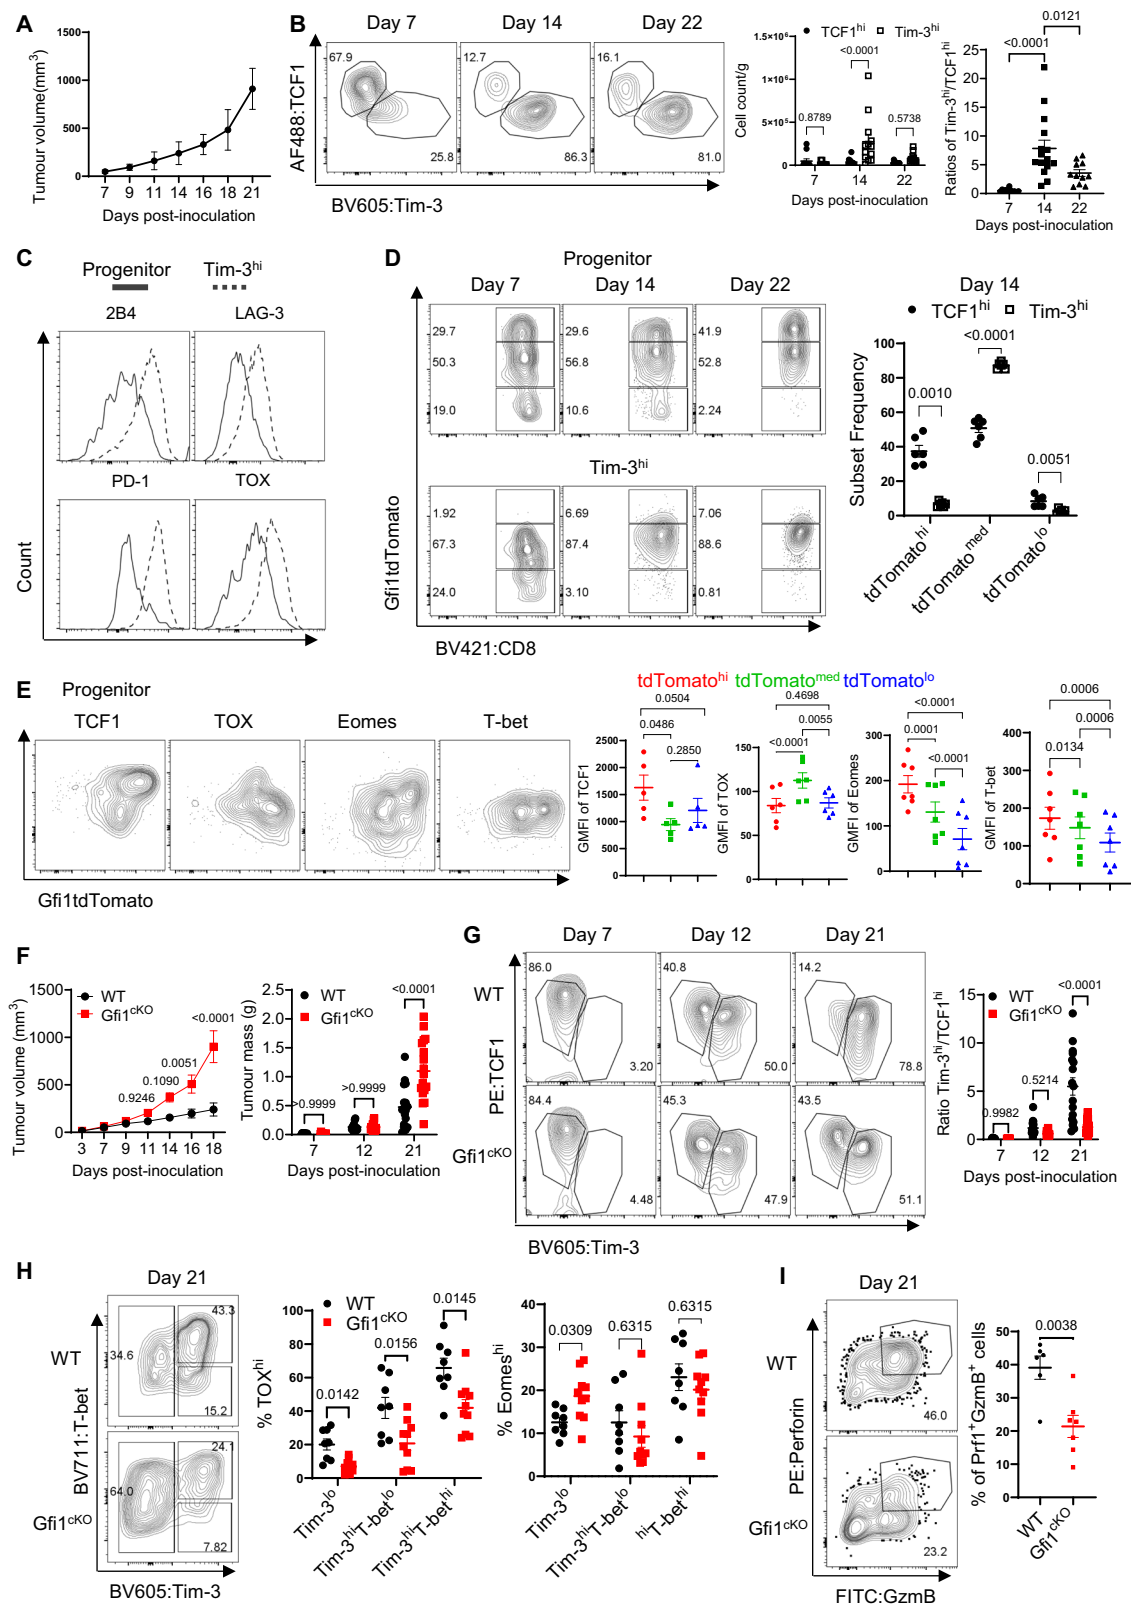 A
Tumour volume(mm³)
1500
1000
500
0
7 9 11 14 16 18 21
Days post-inoculation
B
Day 7 Day 14 Day 22
67.9 12.7 16.1
25.8 86.3 81.0
AF488:TCF1
BV605:Tim-3
TCF1hi Tim-3hi
Cell count/g
1.5×10⁶
1×10⁶
5×10⁵
0
<0.0001
0.8789 0.5738
7 14 22
Days post-inoculation
Ratios of Tim-3hi/TCF1hi
25
20
15
10
5
0
0.0121
<0.0001
7 14 22
Days post-inoculation
C
Progenitor Tim-3hi
2B4 LAG-3
PD-1 TOX
Count
D
Progenitor
Day 7 Day 14 Day 22
29.7 29.6 41.9
50.3 56.8 52.8
19.0 10.6 2.24
Tim-3hi
1.92 6.69 7.06
67.3 87.4 88.6
24.0 3.10 0.81
Gfi1tdTomato
BV421:CD8
Day 14
TCF1hi Tim-3hi
Subset Frequency
100
80
60
40
20
0
<0.0001
0.0010
0.0051
tdTomatohi tdTomatomed tdTomatolo
E
Progenitor
TCF1 TOX Eomes T-bet
Gfi1tdTomato
tdTomatohi tdTomatomed tdTomatolo
GMFI of TCF1
2500
2000
1500
1000
500
0
0.0504
0.0486
0.2850
GMFI of TOX
150
100
50
0
0.4698
0.0055
<0.0001
GMFI of Eomes
300
200
100
0
<0.0001
0.0001
<0.0001
GMFI of T-bet
400
300
200
100
0
0.0006
0.0006
0.0134
F
Tumour volume (mm³)
1500
1000
500
0
WT
Gfi1cKO
<0.0001
0.0051
0.1090
0.9246
3 7 9 11 14 16 18
Days post-inoculation
Tumour mass (g)
2.5
2.0
1.5
1.0
0.5
0.0
WT
Gfi1cKO
<0.0001
>0.9999
>0.9999
7 12 21
Days post-inoculation
G
Day 7 Day 12 Day 21
WT
86.0 40.8 14.2
3.20 50.0 78.8
Gfi1cKO
84.4 45.3 43.5
4.48 47.9 51.1
PE:TCF1
BV605:Tim-3
Ratio Tim-3hi/TCF1hi
15
10
5
0
WT
Gfi1cKO
<0.0001
0.5214
0.9982
7 12 21
Days post-inoculation
H
Day 21
WT
43.3
34.6
15.2
Gfi1cKO
24.1
64.0
7.82
BV711:T-bet
BV605:Tim-3
% TOXhi
100
80
60
40
20
0
WT
Gfi1cKO
0.0145
0.0156
0.0142
Tim-3lo Tim-3hiT-betlo Tim-3hiT-bethi
% Eomeshi
40
30
20
10
0
0.0309 0.6315 0.6315
Tim-3lo Tim-3hiT-betlo hiT-bethi
I
Day 21
WT
46.0
Gfi1cKO
23.2
PE:Perforin
FITC:GzmB
% of Prf1+GzmB+ cells
60
40
20
0
0.0038
WT Gfi1cKO